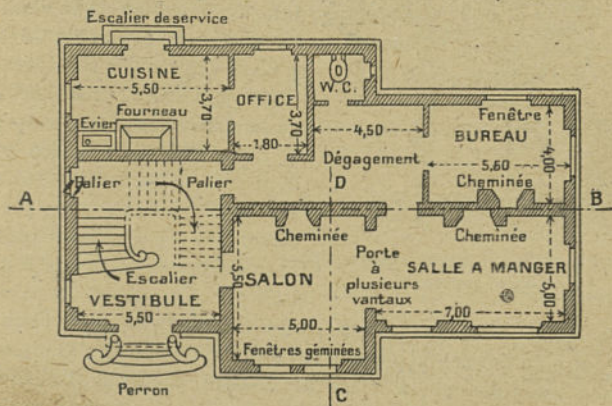 Escalier de service
CUISINE
5,50
3,70
OFFICE
3,70
1,80
W.C.
4,50
Fenêtre
BUREAU
5,60
4,00
Fourneau
Evier
Dégagement
Palier
Palier
A
D
B
Cheminée
Cheminée
Cheminée
Escalier
5,50
SALON
Porte
à
plusieurs
vantaux
SALLE A MANGER
5,00
VESTIBULE
5,50
5,00
7,00
Fenêtres géminées
Perron
C